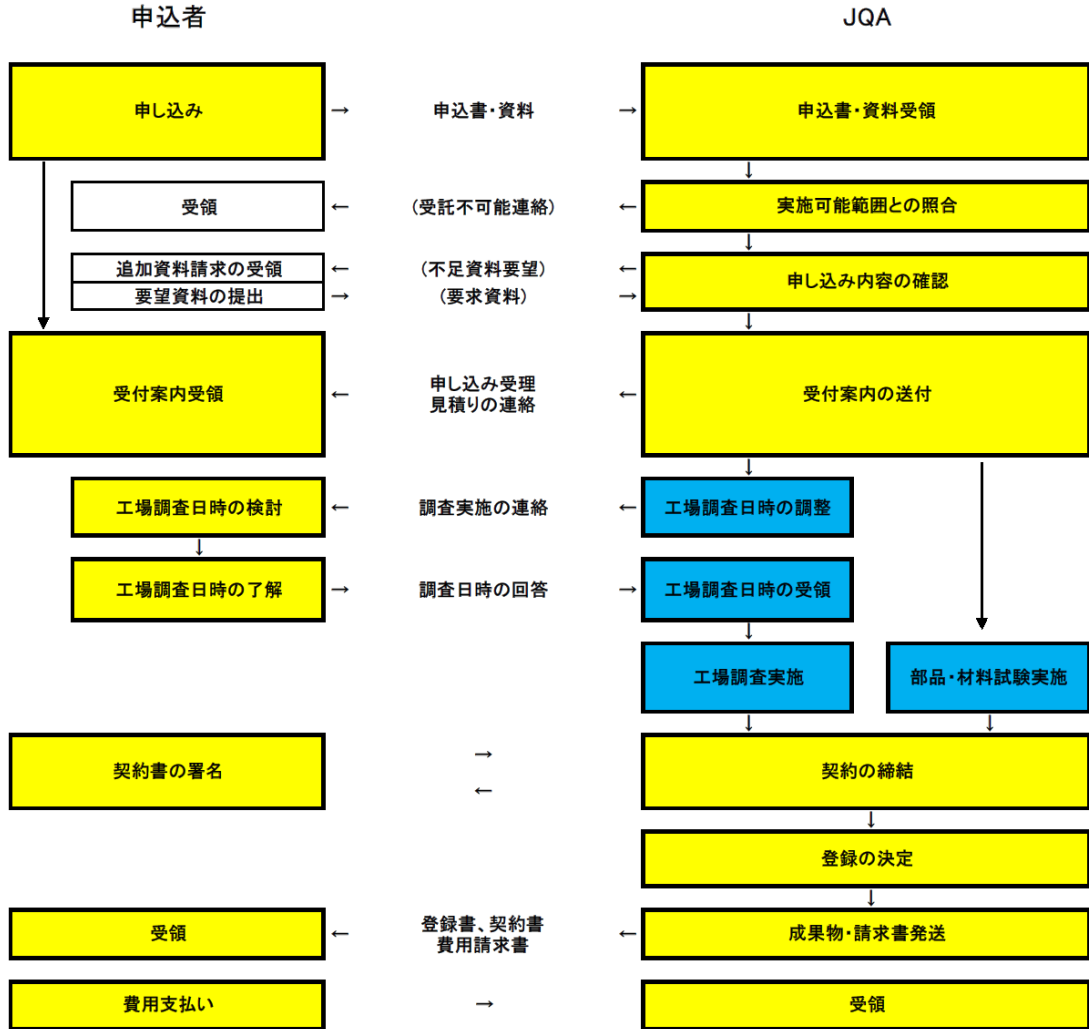 申込者
JQA
申し込み
→
申込書・資料
→
申込書・資料受領
↓
受領
←
(受託不可能連絡)
←
実施可能範囲との照合
↓
追加資料請求の受領
←
(不足資料要望)
←
申し込み内容の確認
要望資料の提出
→
(要求資料)
→
↓
受付案内受領
←
申し込み受理
見積りの連絡
←
受付案内の送付
↓
工場調査日時の検討
←
調査実施の連絡
←
工場調査日時の調整
↓
工場調査日時の了解
→
調査日時の回答
→
工場調査日時の受領
↓
工場調査実施
部品・材料試験実施
↓
↓
契約書の署名
→
←
契約の締結
↓
登録の決定
↓
受領
←
登録書、契約書
費用請求書
←
成果物・請求書発送
費用支払い
→
受領